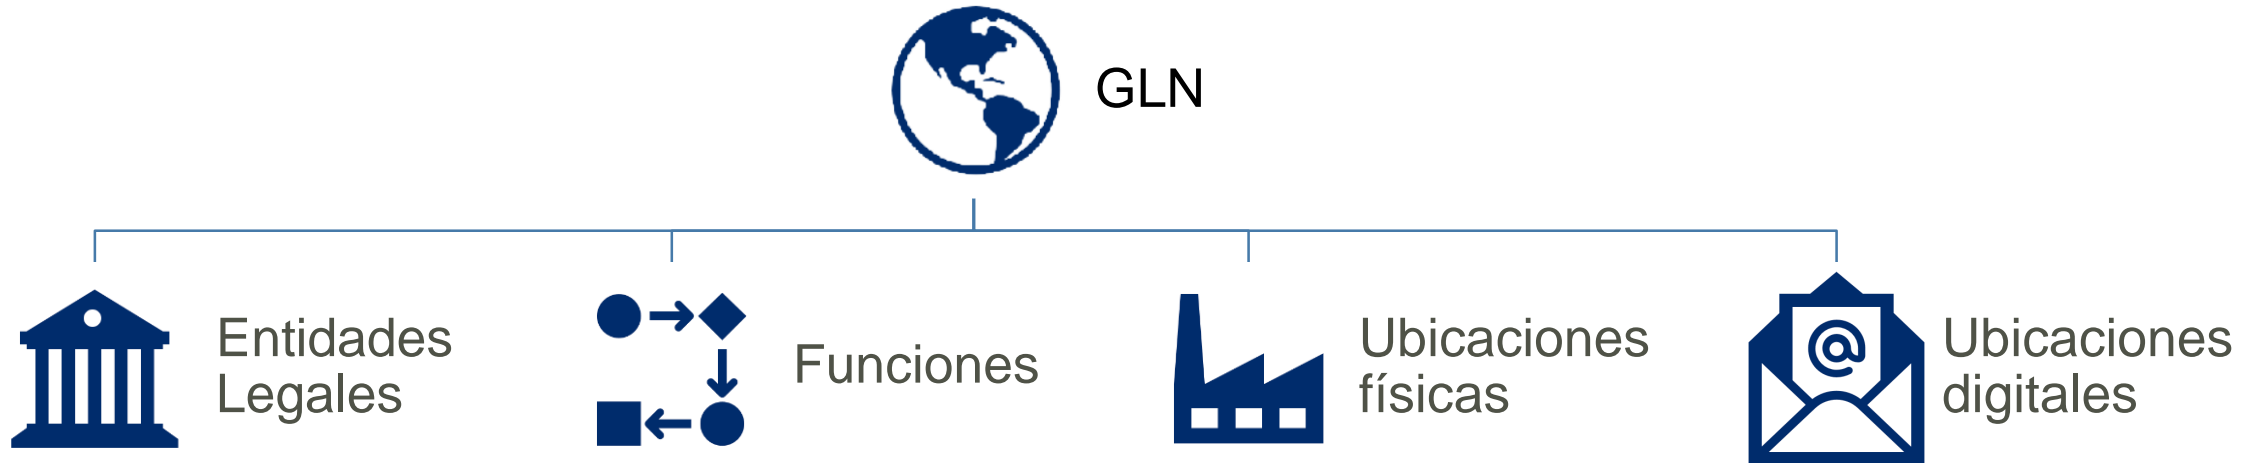 GLN
Entidades
Legales
Funciones
Ubicaciones
físicas
@
Ubicaciones
digitales